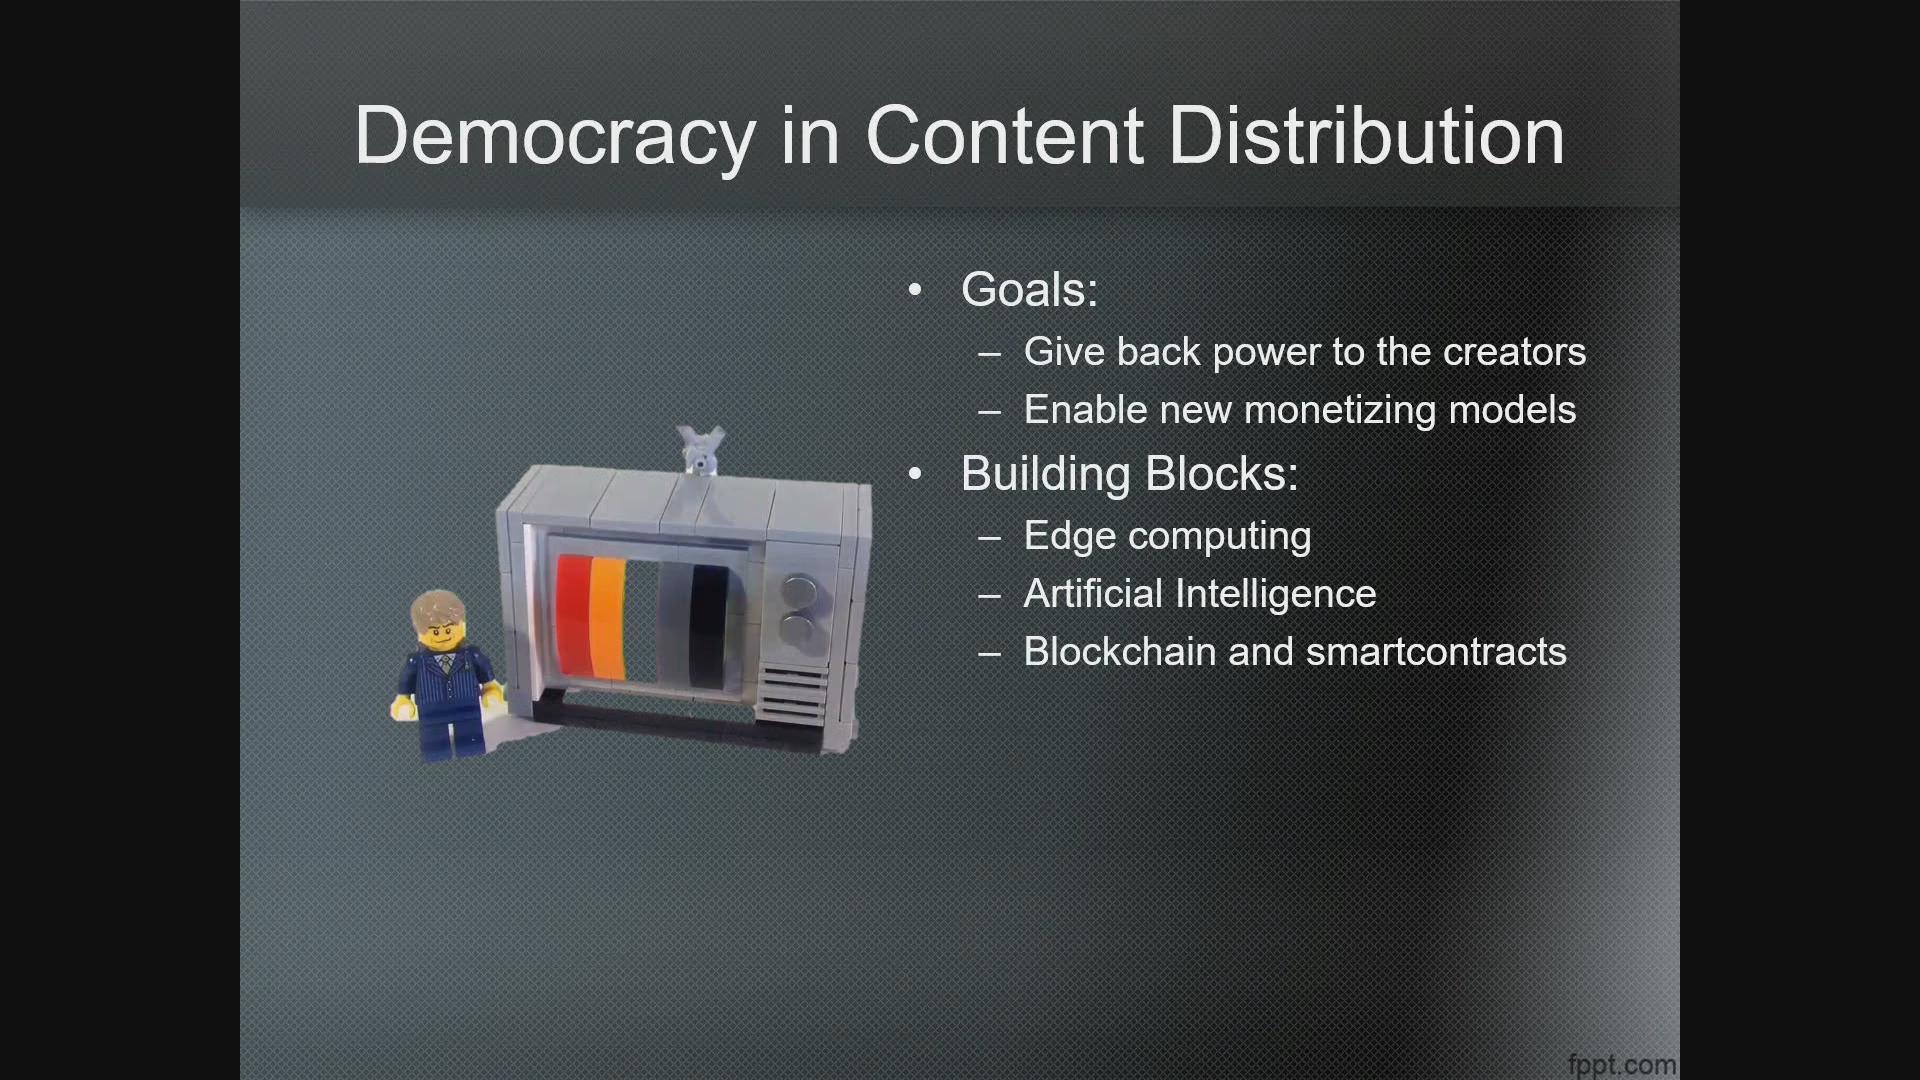 Democracy in Content Distribution
• Goals:
– Give back power to the creators
– Enable new monetizing models
• Building Blocks:
– Edge computing
– Artificial Intelligence
– Blockchain and smartcontracts
fppt.com